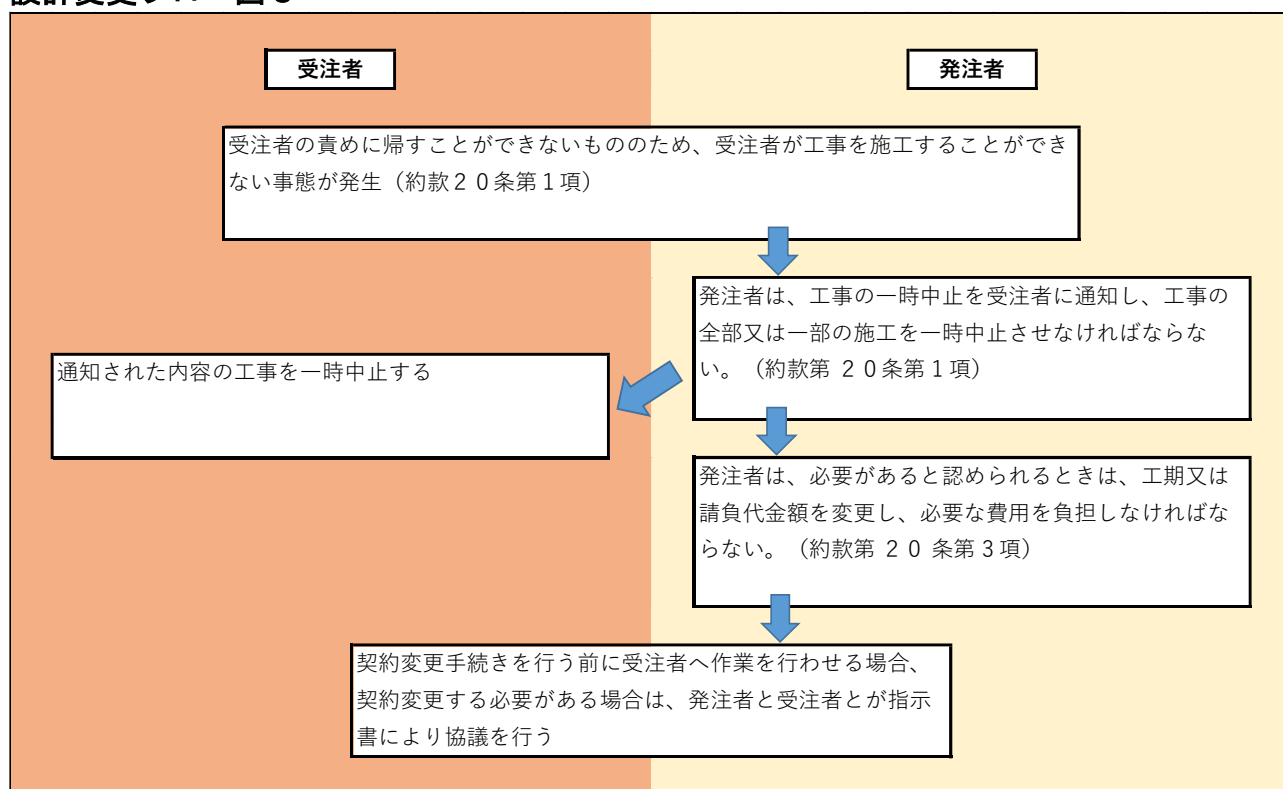 受注者
発注者
受注者の責めに帰すことができないもののため、受注者が工事を施工することができ
ない事態が発生（約款２０条第１項）
発注者は、工事の一時中止を受注者に通知し、工事の
全部又は一部の施工を一時中止させなければならな
い。（約款第 ２０条第１項）
通知された内容の工事を一時中止する
発注者は、必要があると認められるときは、工期又は
請負代金額を変更し、必要な費用を負担しなければな
らない。（約款第 ２０ 条第３項）
契約変更手続きを行う前に受注者へ作業を行わせる場合、
契約変更する必要がある場合は、発注者と受注者とが指示
書により協議を行う